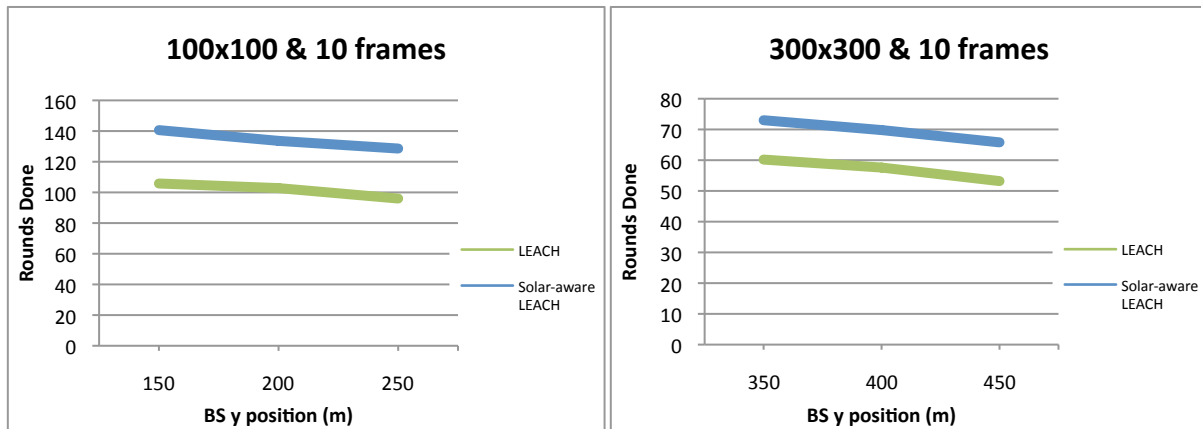 100x100 & 10 frames
160
140
120
100
80
60
40
20
0
Rounds Done
150 200 250
BS y position (m)
LEACH
Solar-aware
LEACH
300x300 & 10 frames
80
70
60
50
40
30
20
10
0
Rounds Done
350 400 450
BS y position (m)
LEACH
Solar-aware
LEACH